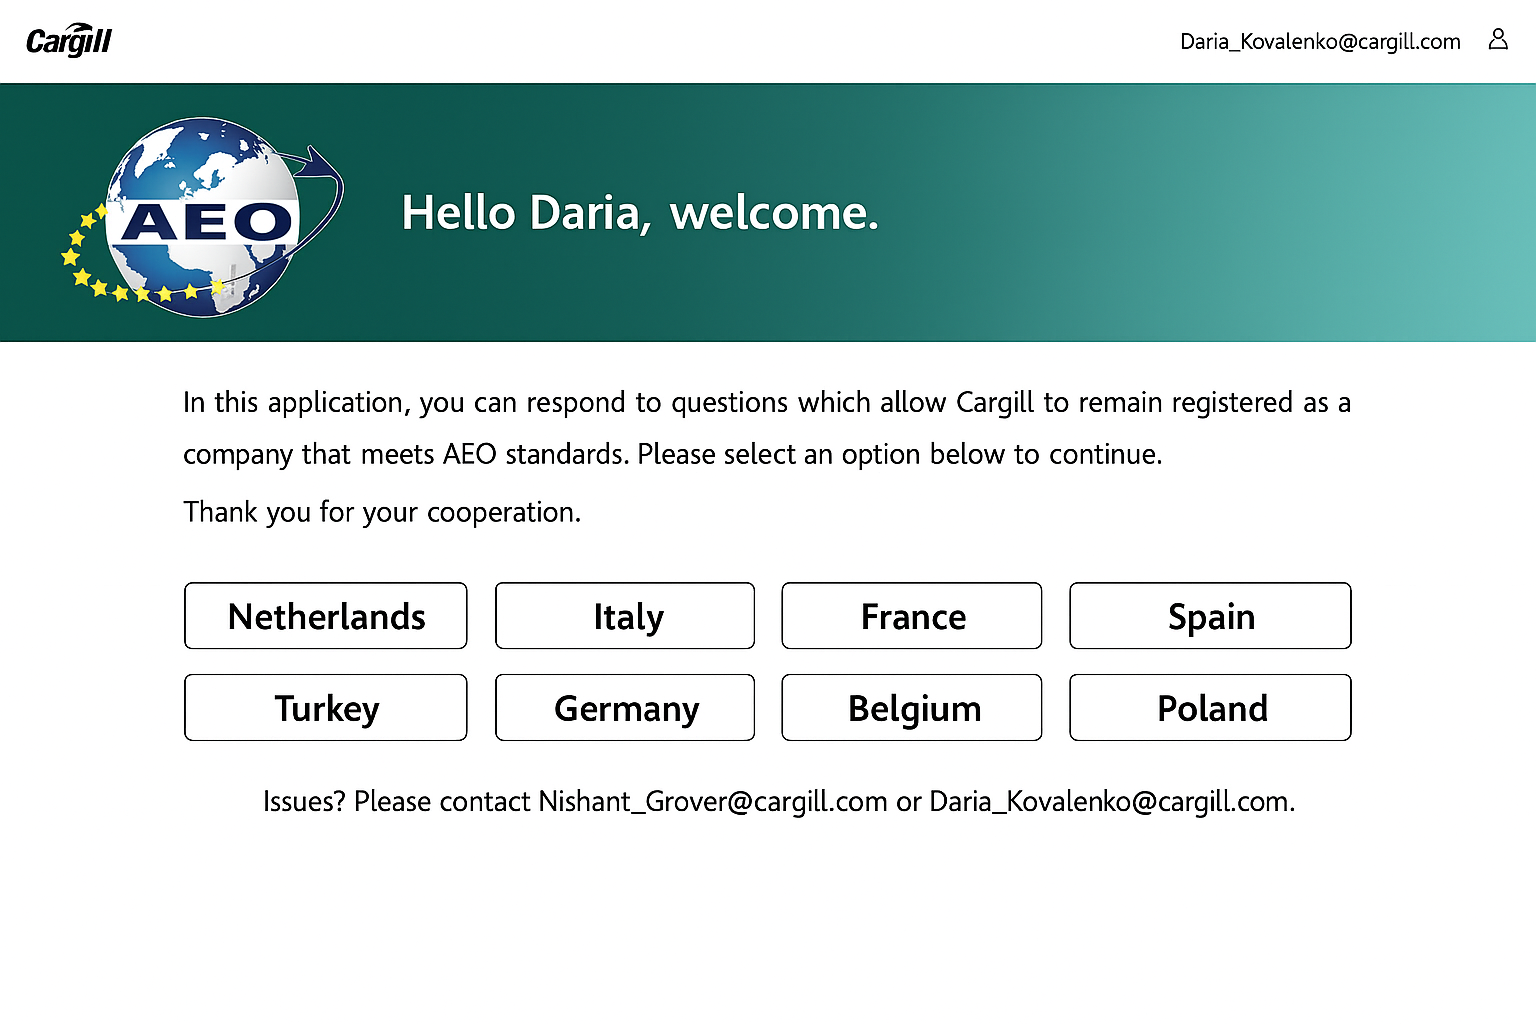 Cargill
Daria_Kovalenko@cargill.com
AEO
Hello Daria, welcome.
In this application, you can respond to questions which allow Cargill to remain registered as a
company that meets AEO standards. Please select an option below to continue.
Thank you for your cooperation.
Netherlands Italy France Spain
Turkey Germany Belgium Poland
Issues? Please contact Nishant_Grover@cargill.com or Daria_Kovalenko@cargill.com.